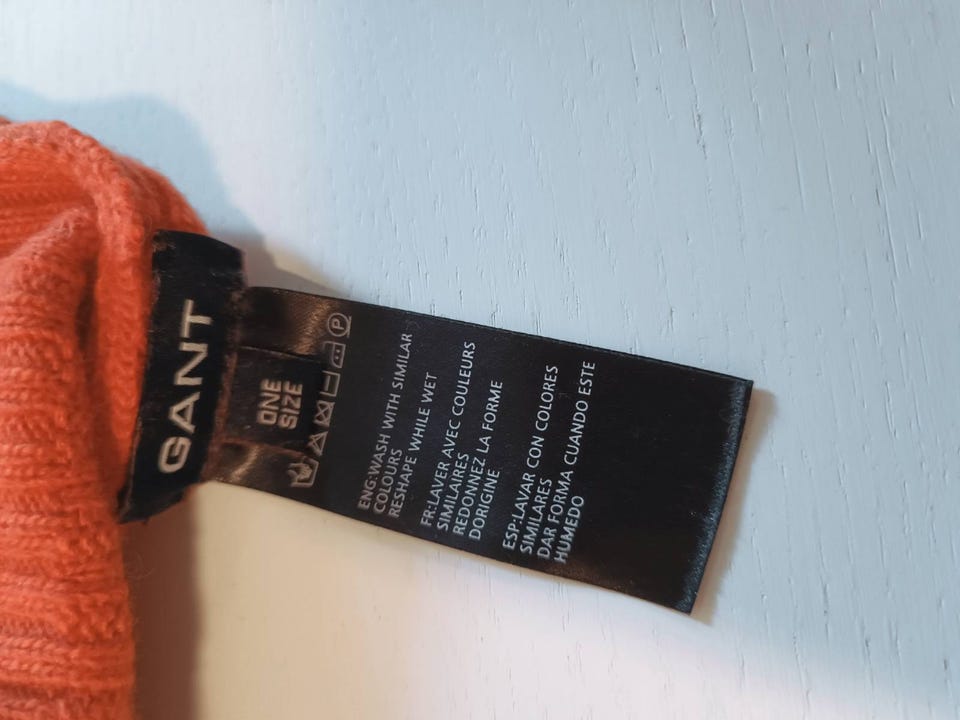 GANT
ONE
SIZE
P
ENG:WASH WITH SIMILAR
COLOURS
RESHAPE WHILE WET
FR:LAVER AVEC COULEURS
SIMILAIRES
REDONNEZ LA FORME
DORIGINE
ESP:LAVAR CON COLORES
SIMILARES
DAR FORMA CUANDO ESTE
HUMEDO